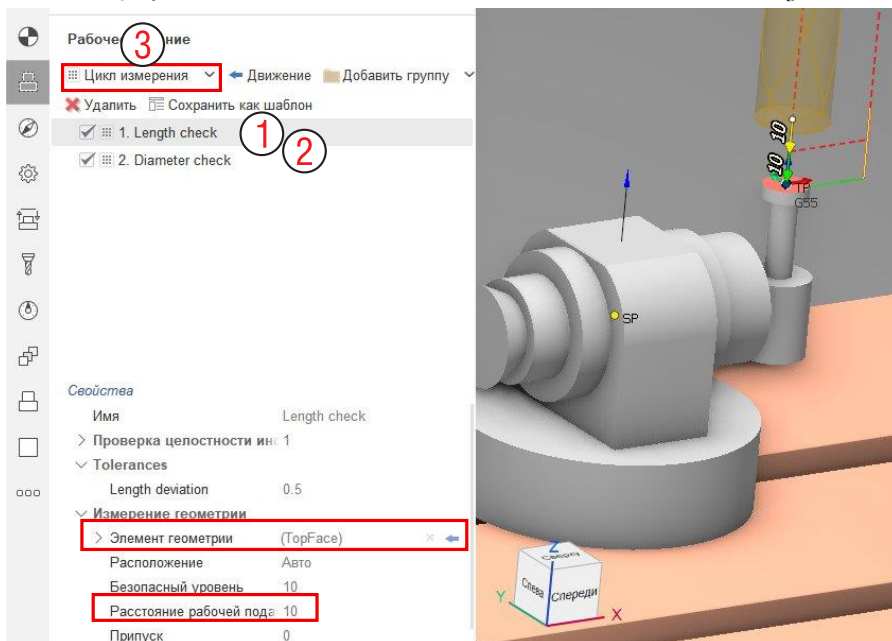 Рабоче ние
3
Цикл измерения Движение Добавить группу
Удалить Сохранить как шаблон
1. Length check
1
2
2. Diameter check
Свойства
Имя Length check
Проверка целостности инс 1
Tolerances
Length deviation 0.5
Измерение геометрии
Элемент геометрии (TopFace)
Расположение Авто
Безопасный уровень 10
Расстояние рабочей пода 10
Припуск 0
10
10
TP
G55
SP
Z
Сверху
Слева
Спереди
Y
X